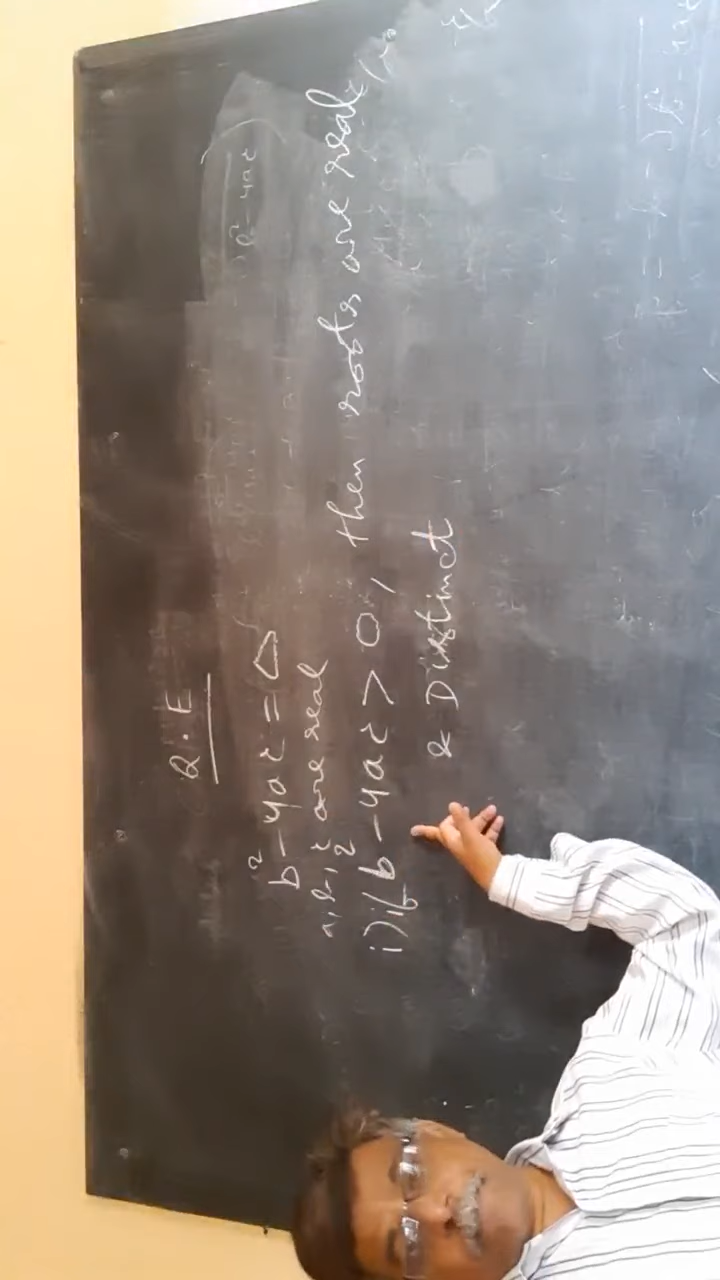 Q.E
b² - 4ac = Δ
a, b, c are real
i) if b² - 4ac > 0, then roots are real
& Distinct